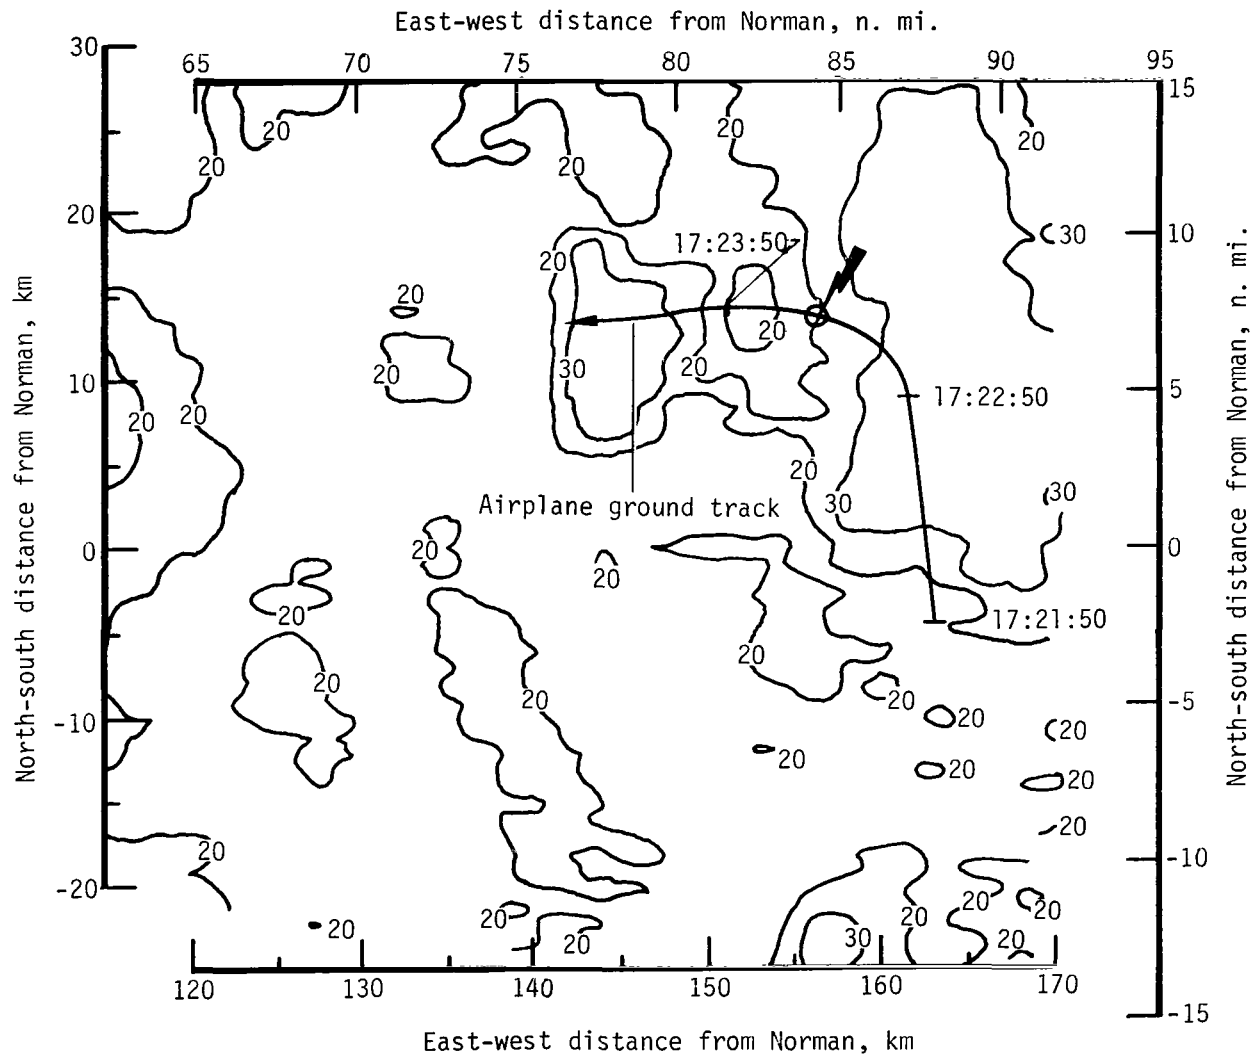 East-west distance from Norman, n. mi.
30
65 70 75 80 85 90 95
15
20 20 20
20 20 20
20
30 10
17:23:50
20
20
20
20
30 20 20
10 5
17:22:50
20 20
20
30 30
Airplane ground track
0 20 20 0
20
17:21:50
20
20 20 20
-10 20 20 -5
20 20
20 20
20 20
-20 -10
20 20 20 20
20 20 30 20
120 130 140 150 160 170
-15
East-west distance from Norman, km
North-south distance from Norman, km
North-south distance from Norman, n. mi.